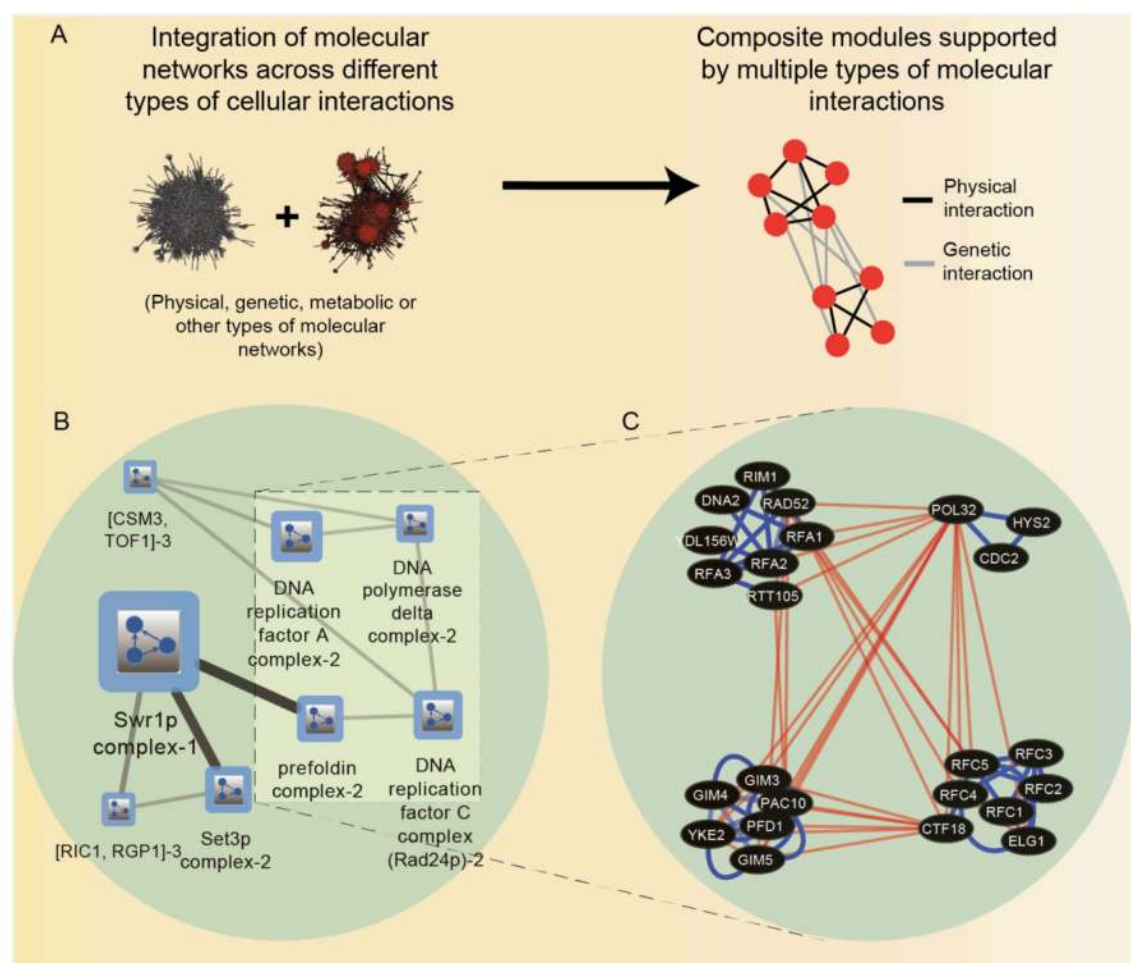 A
Integration of molecular
networks across different
types of cellular interactions
+
(Physical, genetic, metabolic or
other types of molecular
networks)
Composite modules supported
by multiple types of molecular
interactions
Physical
interaction
Genetic
interaction
B
[CSM3,
TOF1]-3
DNA
replication
factor A
complex-2
DNA
polymerase
delta
complex-2
Swr1p
complex-1
prefoldin
complex-2
DNA
replication
factor C
complex
(Rad24p)-2
[RIC1, RGP1]-3
Set3p
complex-2
C
RIM1
DNA2
RAD52
YDL156W
RFA1
RFA2
RFA3
RTT105
POL32
HYS2
CDC2
GIM3
GIM4
PAC10
YKE2
PFD1
GIM5
RFC5
RFC3
RFC4
RFC2
RFC1
CTF18
ELG1